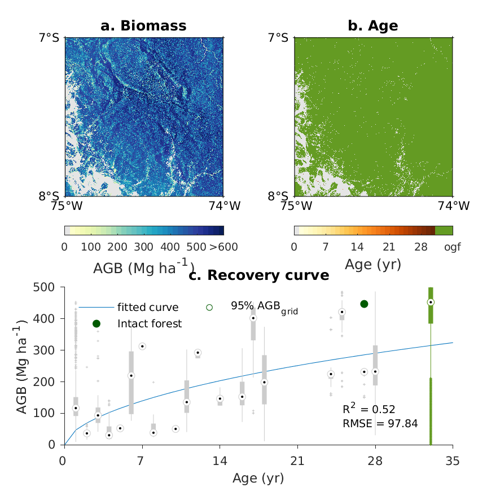 a. Biomass
b. Age
7°S
7°S
8°S
8°S
75°W
74°W
75°W
74°W
0 100 200 300 400 500 >600
0 7 14 21 28 ogf
AGB (Mg ha-1)
Age (yr)
c. Recovery curve
500
400
300
200
100
0
AGB (Mg ha-1)
fitted curve
95% AGBgrid
Intact forest
R2 = 0.52
RMSE = 97.84
0 7 14 21 28 35
Age (yr)